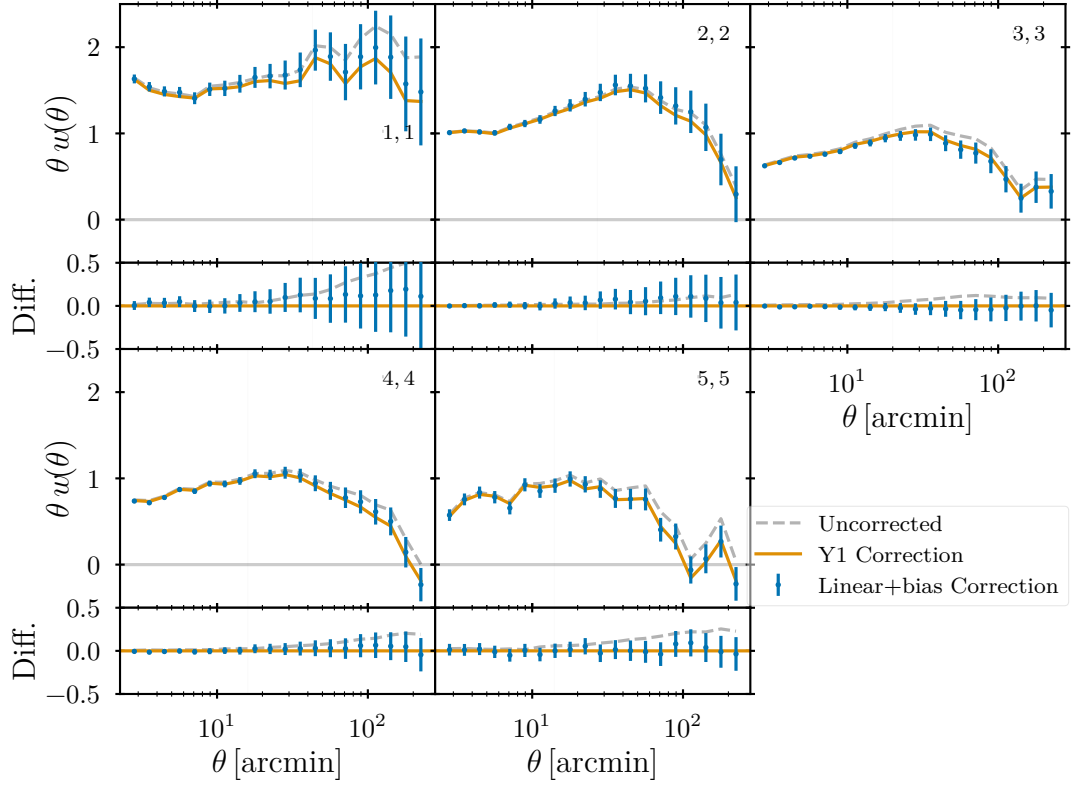 2
1
0
θ w(θ)
1, 1
2, 2
3, 3
0.5
0.0
−0.5
Diff.
10^1
10^2
θ [arcmin]
4, 4
5, 5
2
1
0
θ w(θ)
Uncorrected
Y1 Correction
Linear+bias Correction
0.5
0.0
−0.5
Diff.
10^1
10^2
10^1
10^2
θ [arcmin]
θ [arcmin]